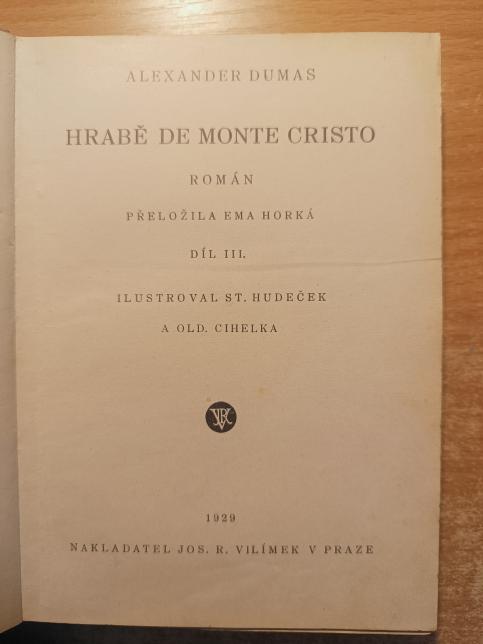 ALEXANDER DUMAS
HRABĚ DE MONTE CRISTO
ROMÁN
PŘELOŽILA EMA HORKÁ
DÍL III.
ILUSTROVAL ST. HUDEČEK
A OLD. CIHELKA
1929
NAKLADATEL JOS. R. VILÍMEK V PRAZE